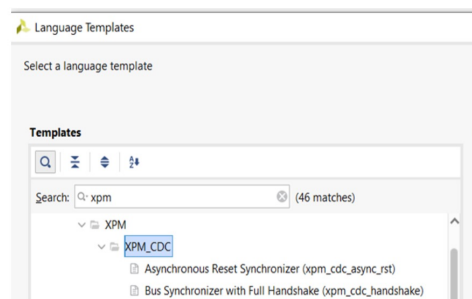 Language Templates
Select a language template
Templates
Search: xpm (46 matches)
XPM
XPM_CDC
Asynchronous Reset Synchronizer (xpm_cdc_async_rst)
Bus Synchronizer with Full Handshake (xpm_cdc_handshake)